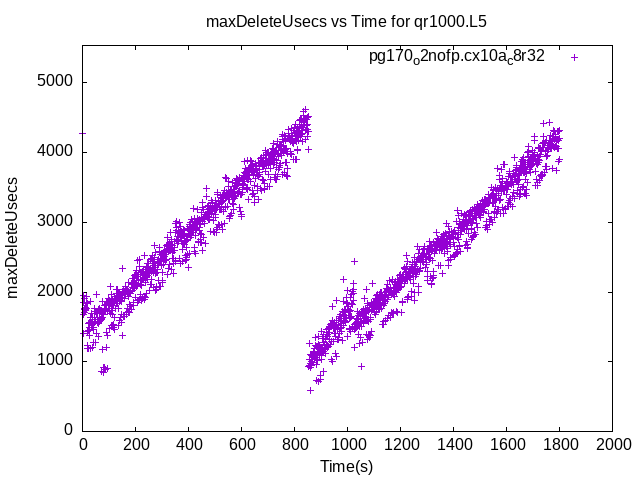 maxDeleteUsecs vs Time for qr1000.L5
pg170o2nofp.cx10ac8r32
5000
4000
3000
2000
1000
0
maxDeleteUsecs
0 200 400 600 800 1000 1200 1400 1600 1800 2000
Time(s)